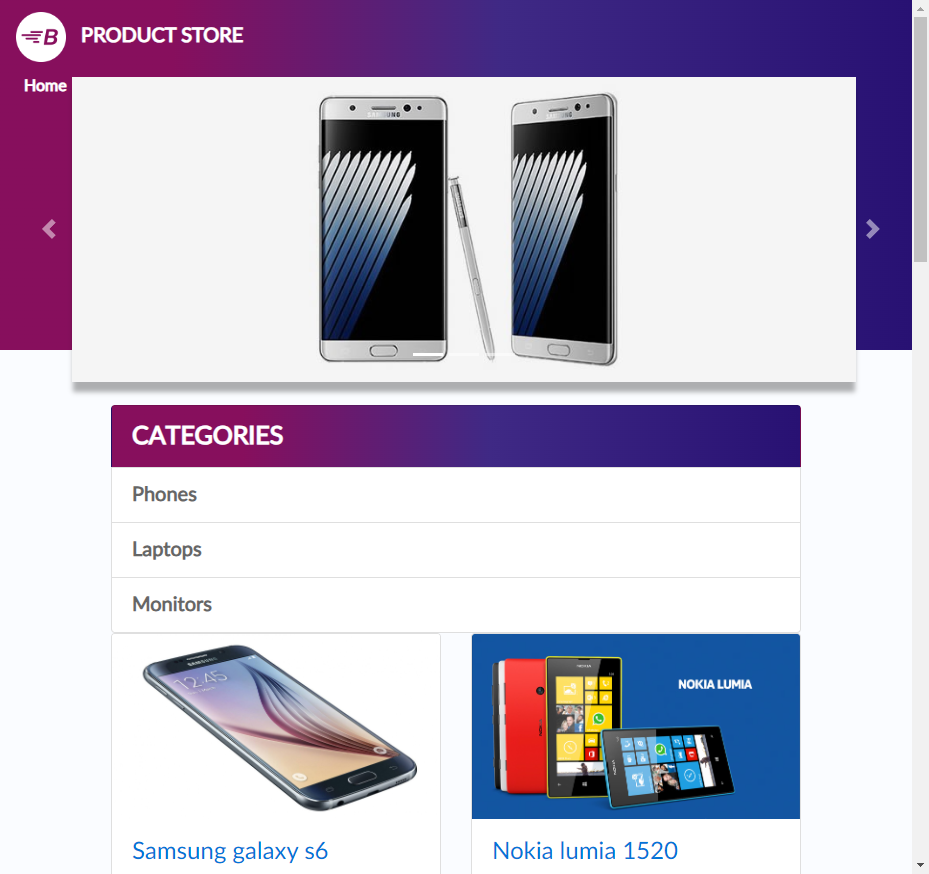 B
PRODUCT STORE
Home
SAMSUNG
SAMSUNG
CATEGORIES
Phones
Laptops
Monitors
SAMSUNG
12:45
NOKIA LUMIA
Samsung galaxy s6
Nokia lumia 1520